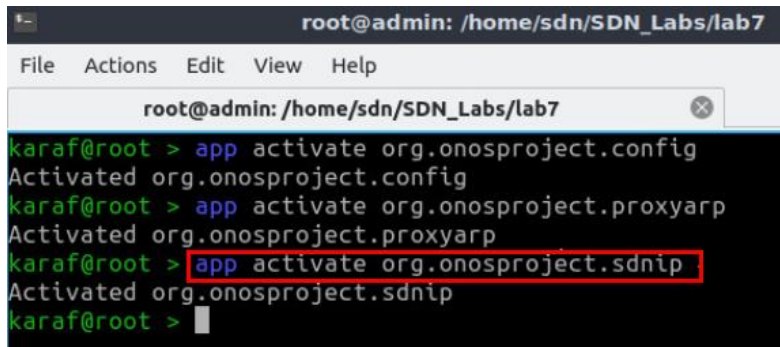 root@admin: /home/sdn/SDN_Labs/lab7
File Actions Edit View Help
root@admin: /home/sdn/SDN_Labs/lab7
karaf@root > app activate org.onosproject.config
Activated org.onosproject.config
karaf@root > app activate org.onosproject.proxyarp
Activated org.onosproject.proxyarp
karaf@root > app activate org.onosproject.sdnip
Activated org.onosproject.sdnip
karaf@root >